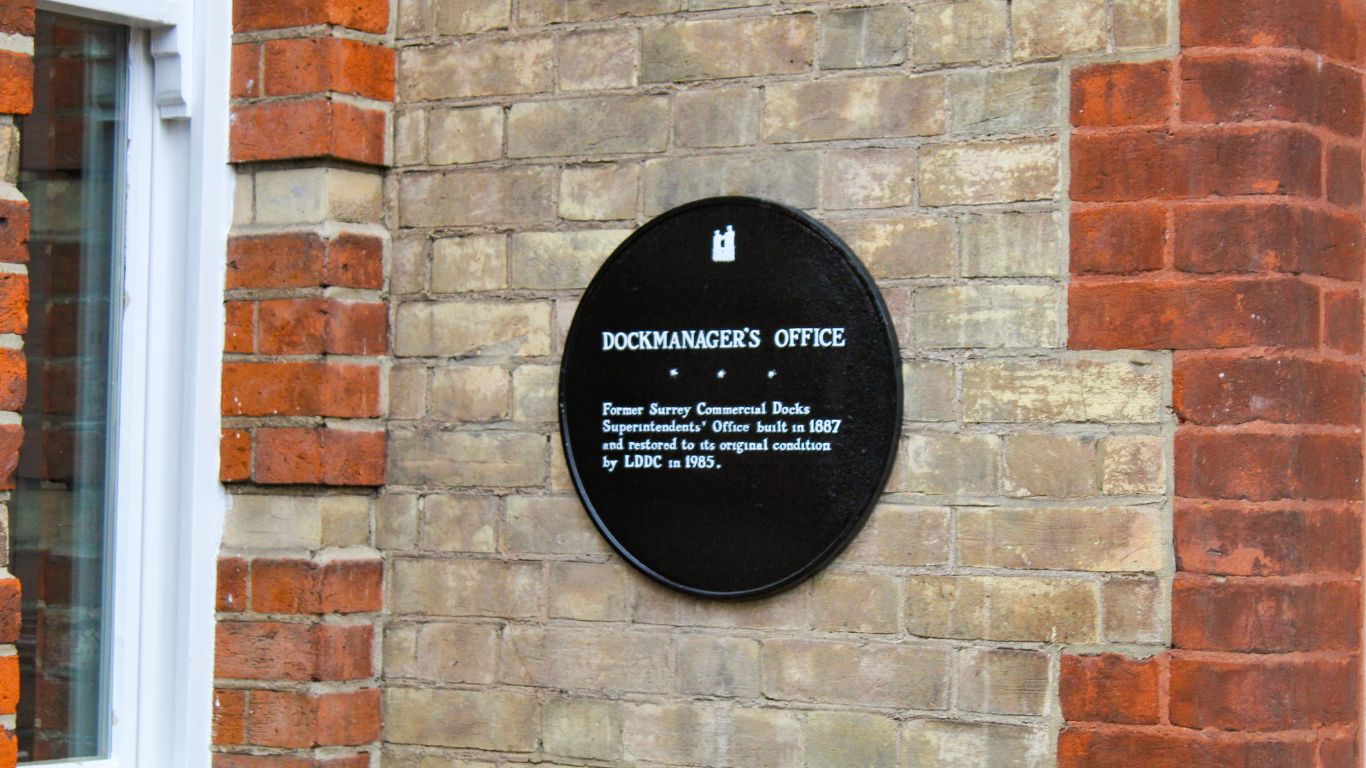 DOCKMANAGER'S OFFICE
Former Surrey Commercial Docks
Superintendents' Office built in 1887
and restored to its original condition
by LDDC in 1985.